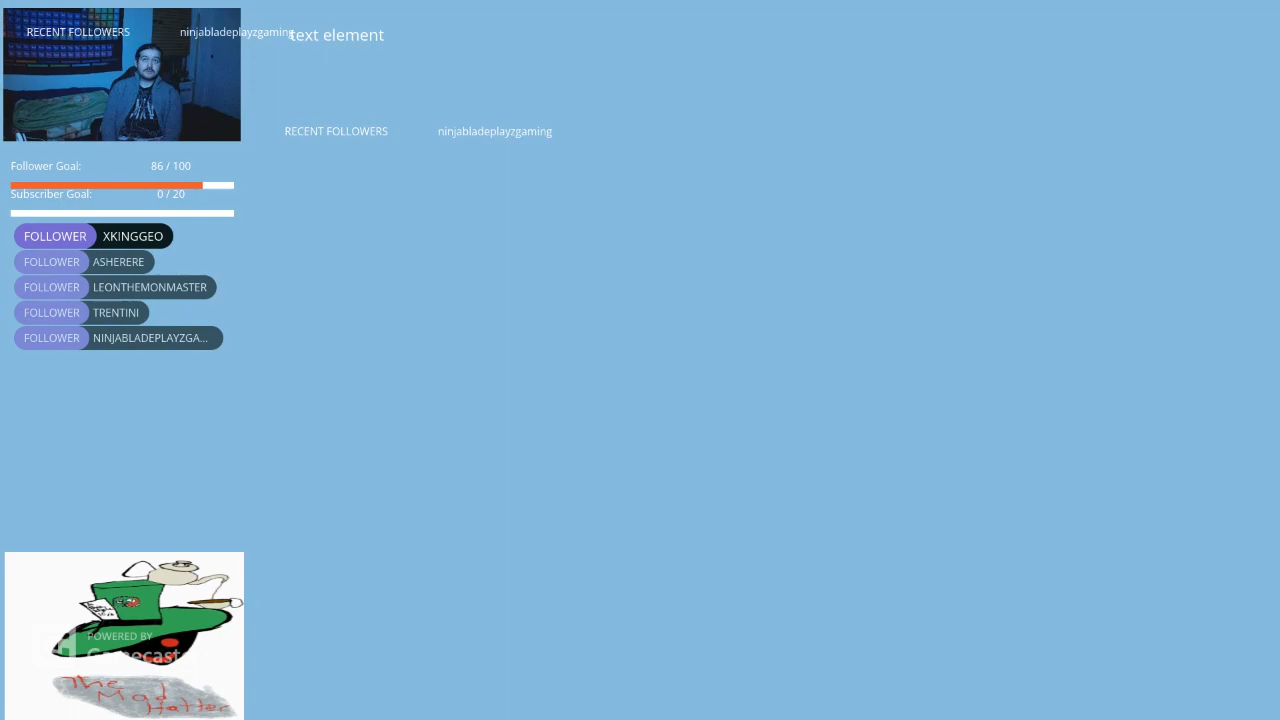 RECENT FOLLOWERS ninjabladeplayzgaming
text element
RECENT FOLLOWERS ninjabladeplayzgaming
Follower Goal: 86 / 100
Subscriber Goal: 0 / 20
FOLLOWER XKINGGEO
FOLLOWER ASHERERE
FOLLOWER LEONTHEMONMASTER
FOLLOWER TRENTINI
FOLLOWER NINJABLADEPLAYZGA...
POWERED BY
Gamecaster
The
Mad
Hatter